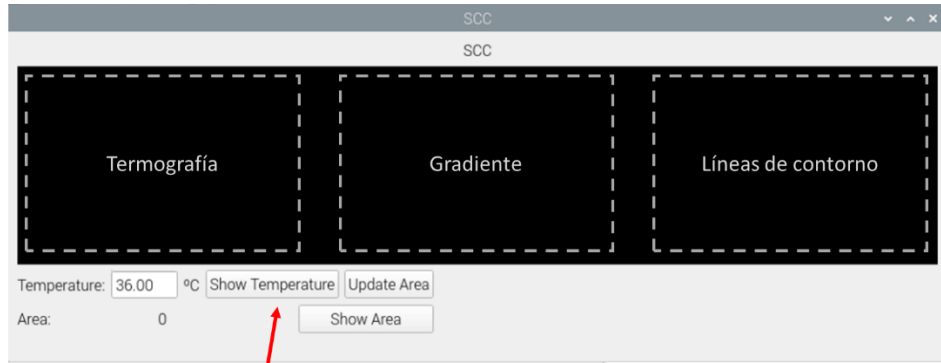 SCC
SCC
Termografía Gradiente Líneas de contorno
Temperature: 36.00 ºC Show Temperature Update Area
Area: 0 Show Area